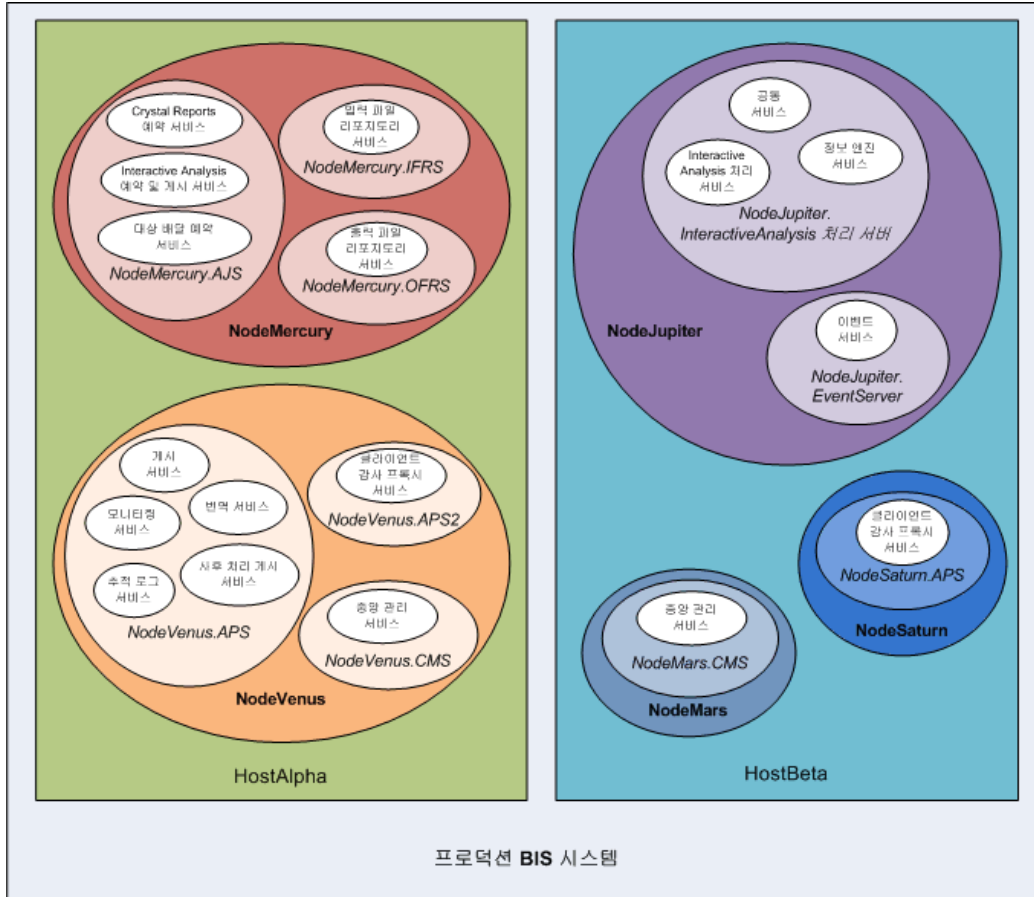 Crystal Reports
예약 서비스
Interactive Analysis
예약 및 게시 서비스
대상 배달 예약
서비스
NodeMercury.AJS
입력 파일
리포지토리
서비스
NodeMercury.IFRS
출력 파일
리포지토리
서비스
NodeMercury.OFRS
NodeMercury
게시
서비스
모니터링
서비스
번역 서비스
추적 로그
서비스
사후 처리 게시
서비스
NodeVenus.APS
클라이언트
감사 프록시
서비스
NodeVenus.APS2
중앙 관리
서비스
NodeVenus.CMS
NodeVenus
HostAlpha
공통
서비스
Interactive
Analysis 처리
서비스
정보 엔진
서비스
NodeJupiter.
InteractiveAnalysis 처리 서버
NodeJupiter
이벤트
서비스
NodeJupiter.
EventServer
클라이언트
감사 프록시
서비스
NodeSaturn.APS
NodeSaturn
중앙 관리
서비스
NodeMars.CMS
NodeMars
HostBeta
프로덕션 BIS 시스템